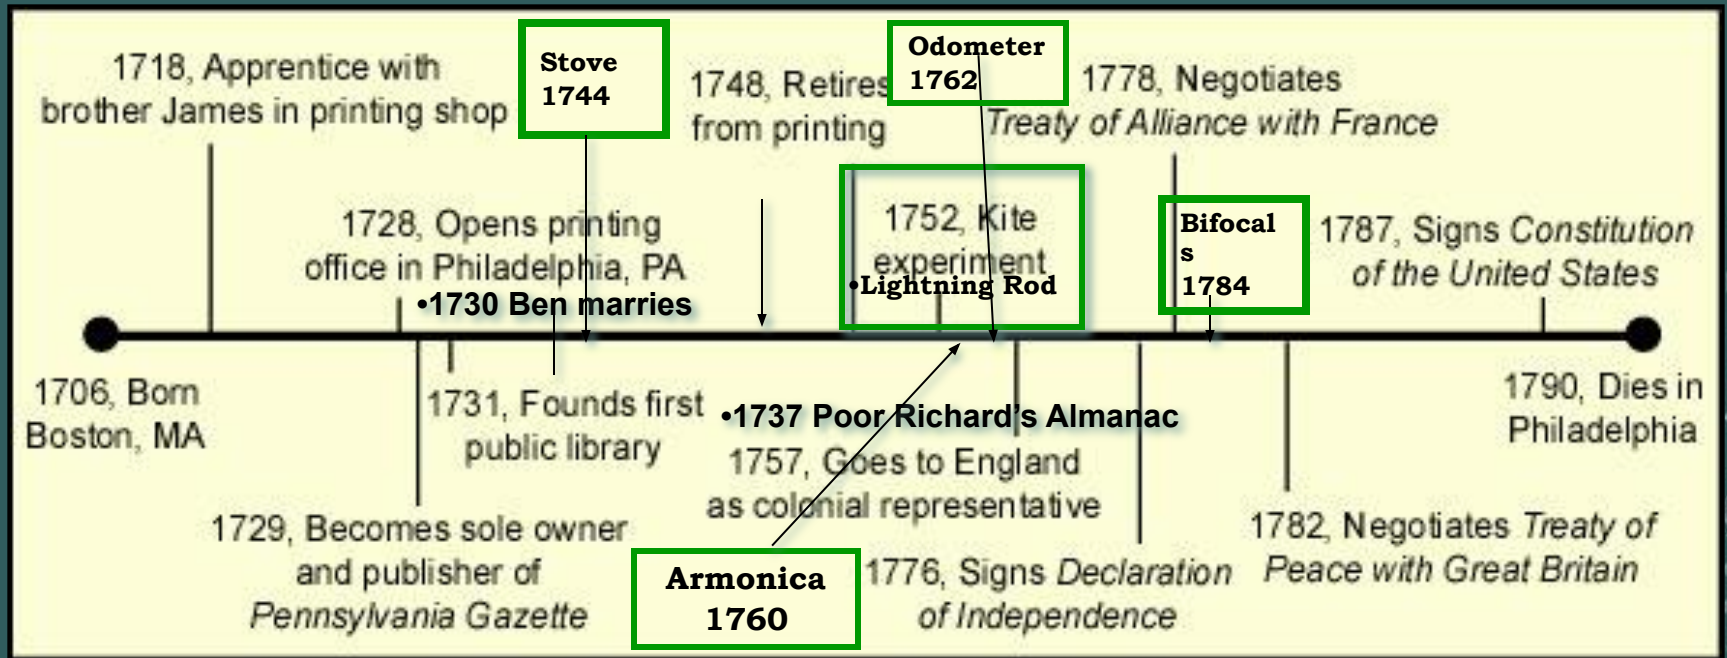 1718, Apprentice with
brother James in printing shop
Stove
1744
1748, Retires
from printing
Odometer
1762
1778, Negotiates
Treaty of Alliance with France
1728, Opens printing
office in Philadelphia, PA
•1730 Ben marries
1752, Kite
experiment
•Lightning Rod
Bifocal
s
1784
1787, Signs Constitution
of the United States
1706, Born
Boston, MA
1731, Founds first
public library
•1737 Poor Richard’s Almanac
1757, Goes to England
as colonial representative
1790, Dies in
Philadelphia
1729, Becomes sole owner
and publisher of
Pennsylvania Gazette
Armonica
1760
1776, Signs Declaration
of Independence
1782, Negotiates Treaty of
Peace with Great Britain